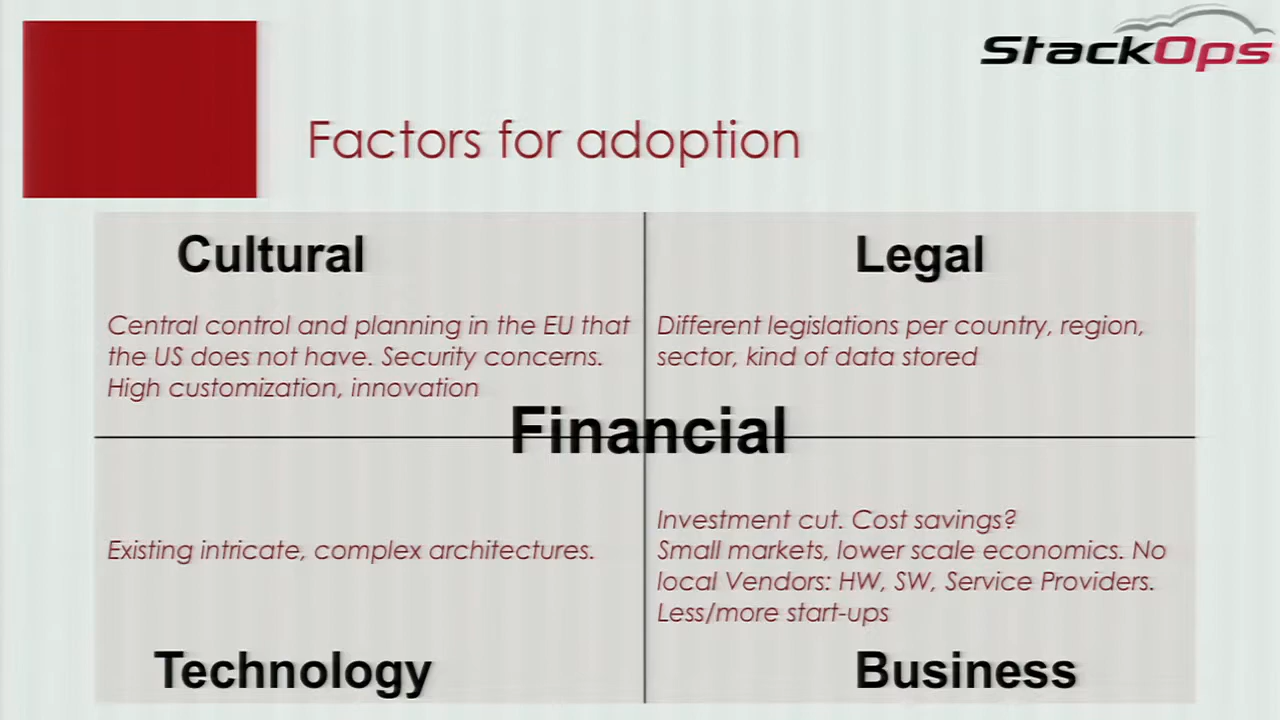 StackOps
Factors for adoption
Cultural
Central control and planning in the EU that
the US does not have. Security concerns.
High customization, innovation
Legal
Different legislations per country, region,
sector, kind of data stored
Financial
Existing intricate, complex architectures.
Technology
Investment cut. Cost savings?
Small markets, lower scale economics. No
local Vendors: HW, SW, Service Providers.
Less/more start-ups
Business